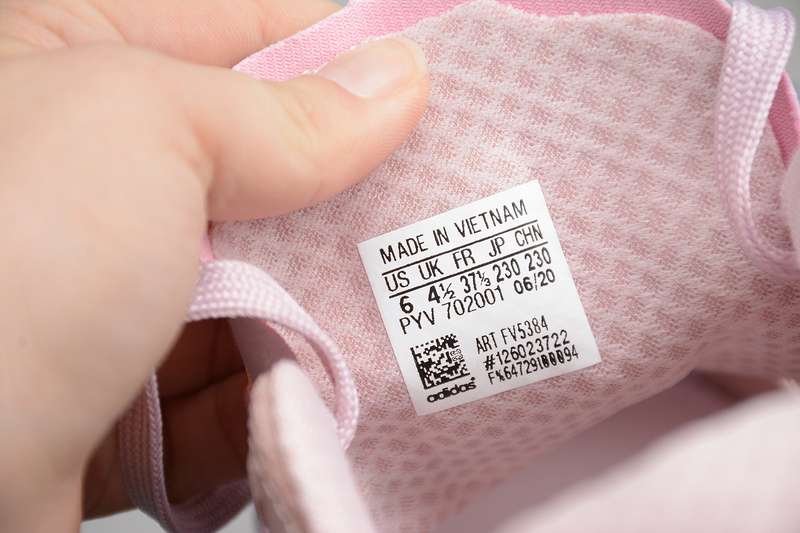 MADE IN VIETNAM
US UK FR JP CHN
6 4½ 37⅓ 230 230
PYV 702001 06/20
ART FV5384
#126023722
adidas